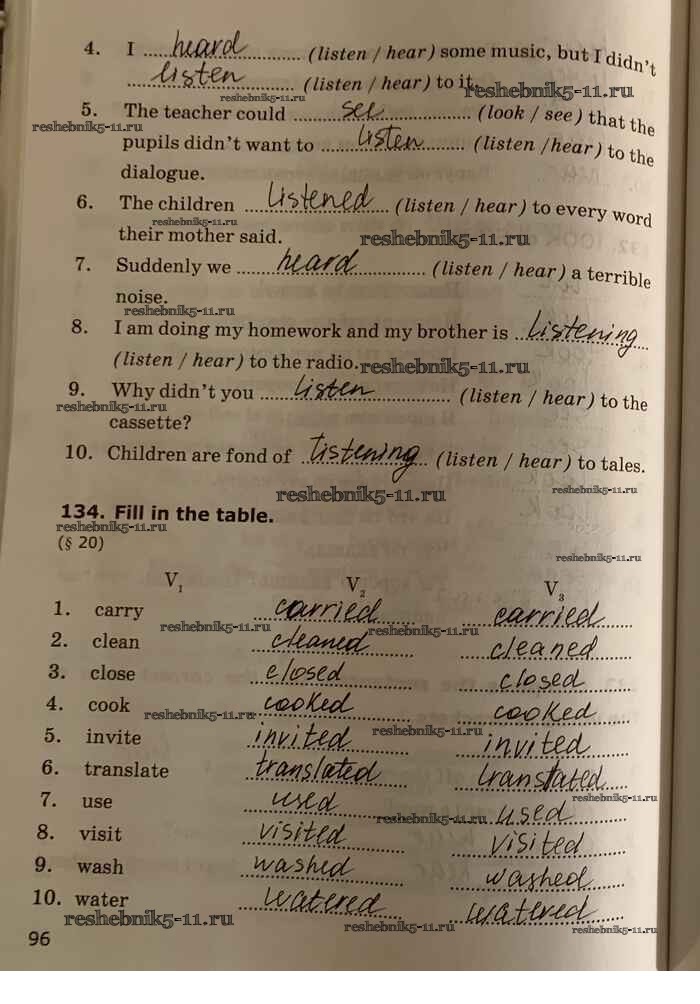 4. I ... heard ... (listen / hear) some music, but I didn't
... listen ... (listen / hear) to it.
reshebnik5-11.ru
reshebnik5-11.ru
5. The teacher could ... see ... (look / see) that the
reshebnik5-11.ru
pupils didn't want to ... listen ... (listen /hear) to the
dialogue.
6. The children ... listened ... (listen / hear) to every word
reshebnik5-11.ru
their mother said.
reshebnik5-11.ru
7. Suddenly we ... heard ... (listen / hear) a terrible
noise.
reshebnik5-11.ru
8. I am doing my homework and my brother is ... listening ...
(listen / hear) to the radio.
reshebnik5-11.ru
9. Why didn't you ... listen ... (listen / hear) to the
reshebnik5-11.ru
cassette?
10. Children are fond of ... listening ... (listen / hear) to tales.
reshebnik5-11.ru
reshebnik5-11.ru
134. Fill in the table.
reshebnik5-11.ru
(§ 20)
reshebnik5-11.ru
V1 V2 V3
1. carry carried carried
reshebnik5-11.ru
reshebnik5-11.ru
2. clean cleaned cleaned
3. close closed closed
4. cook cooked cooked
reshebnik5-11.ru
reshebnik5-11.ru
5. invite invited invited
6. translate translated translated
reshebnik5-11.ru
7. use used used
reshebnik5-11.ru
8. visit visited visited
9. wash washed washed
10. water watered watered
reshebnik5-11.ru
reshebnik5-11.ru
reshebnik5-11.ru
96